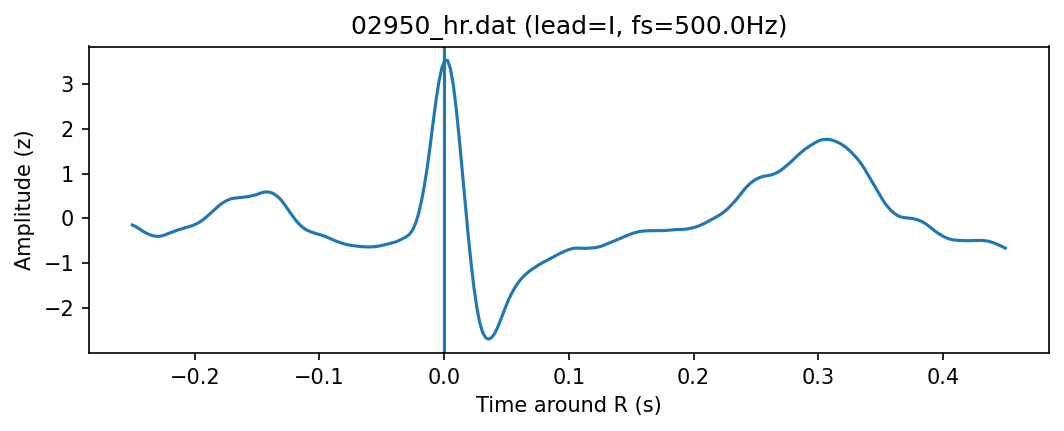 02950_hr.dat (lead=I, fs=500.0Hz)
Amplitude (z)
3
2
1
0
−1
−2
−0.2 −0.1 0.0 0.1 0.2 0.3 0.4
Time around R (s)